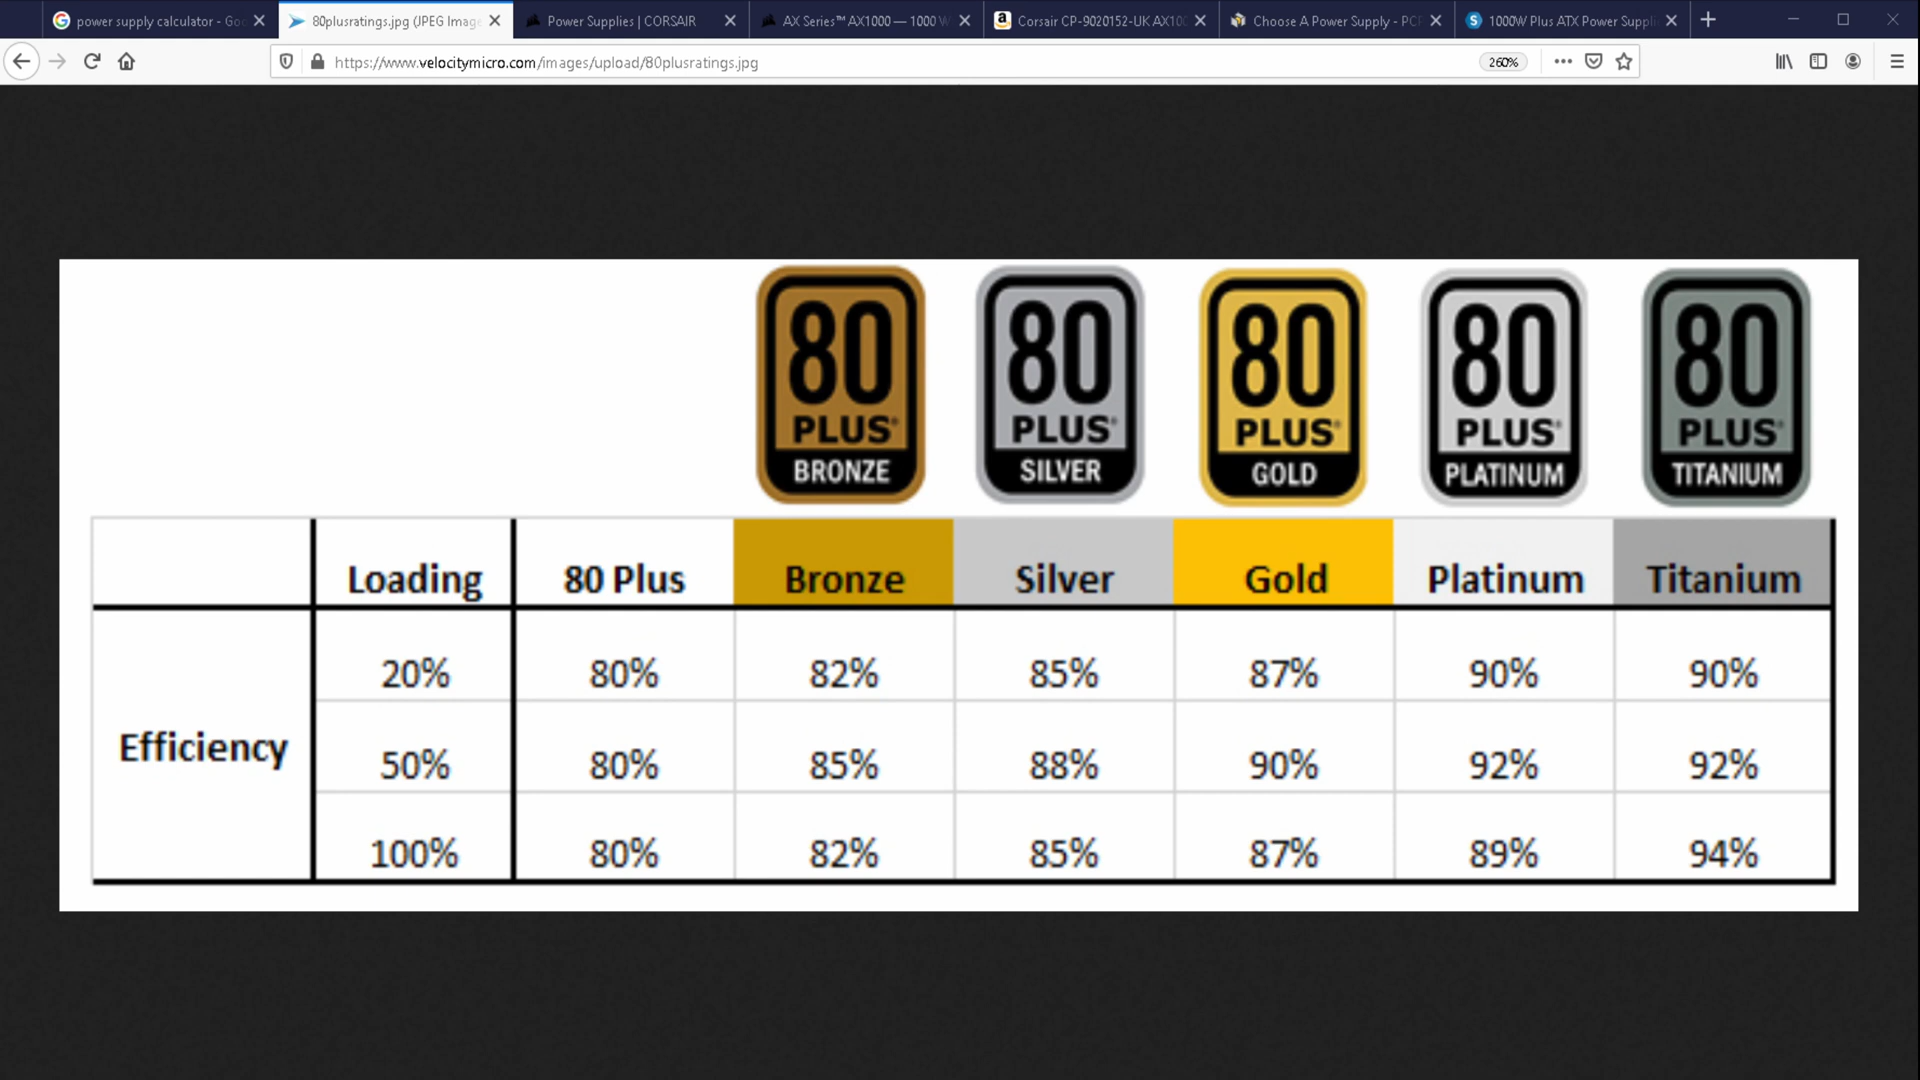 power supply calculator - Goo
80plusratings.jpg (JPEG Image
Power Supplies | CORSAIR
AX Series™ AX1000 — 1000 W
Corsair CP-9020152-UK AX100
Choose A Power Supply - PCP
1000W Plus ATX Power Suppli
https://www.velocitymicro.com/images/upload/80plusratings.jpg
260%
80 PLUS® BRONZE
80 PLUS® SILVER
80 PLUS® GOLD
80 PLUS® PLATINUM
80 PLUS® TITANIUM
Loading 80 Plus Bronze Silver Gold Platinum Titanium
Efficiency
20% 80% 82% 85% 87% 90% 90%
50% 80% 85% 88% 90% 92% 92%
100% 80% 82% 85% 87% 89% 94%